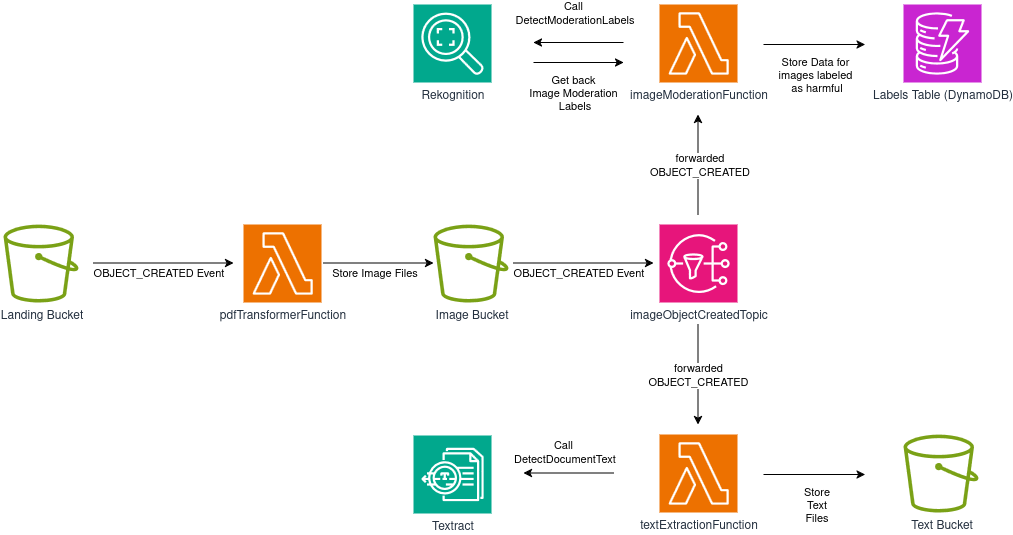 Call
DetectModerationLabels
Get back
Image Moderation
Labels
Store Data for
images labeled
as harmful
Rekognition
imageModerationFunction
Labels Table (DynamoDB)
forwarded
OBJECT_CREATED
OBJECT_CREATED Event
Store Image Files
OBJECT_CREATED Event
Landing Bucket
pdfTransformerFunction
Image Bucket
imageObjectCreatedTopic
forwarded
OBJECT_CREATED
Call
DetectDocumentText
Store
Text
Files
Textract
textExtractionFunction
Text Bucket